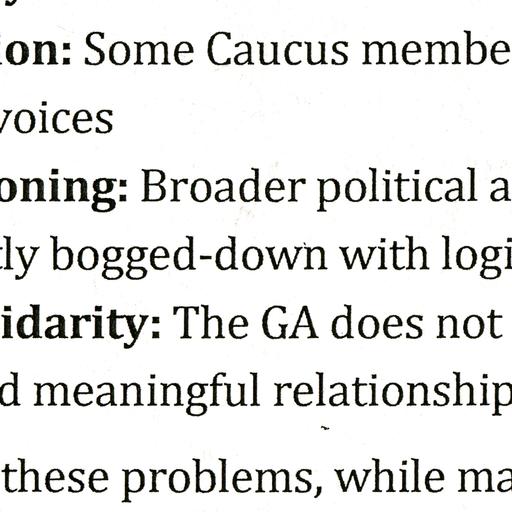 ion: Some Caucus membe
voices
oning: Broader political a
tly bogged-down with logi
idarity: The GA does not
d meaningful relationship
these problems, while ma